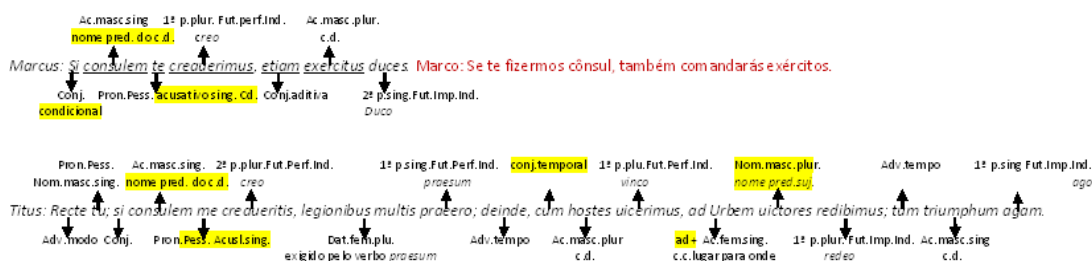 Ac.masc.sing 1ª p.plur. Fut.perf.Ind. Ac.masc.plur.
nome pred. do c.d. creo c.d.
Marcus: Si consulem te creauerimus, etiam exercitus duces. Marco: Se te fizermos cônsul, também comandarás exércitos.
Conj. Pron.Pess. acusativo sing. Cd. Conj.aditiva 2ª p.sing.Fut.Imp.Ind.
condicional Duco
Pron.Pess. Ac.masc.sing. 2ª p.plur.Fut.Perf.Ind. 1ª p.sing.Fut.Perf.Ind. conj.temporal 1ª p.plu.Fut.Perf.Ind. Nom.masc.plur. Adv.tempo 1ª p.sing Fut.Imp.Ind.
Nom.masc.sing. nome pred. do c.d. creo praesum vinco nome pred.suj. ago
Titus: Recte tu; si consulem me creaueritis, legionibus multis praeero; deinde, cum hostes uicerimus, ad Urbem uictores redibimus; tum triumphum agam.
Adv.modo Conj. Pron.Pess. Acusl.sing. Dat.fem.plu. Adv.tempo Ac.masc.plur ad+ Ac.fem.sing. 1ª p.plur. Fut.Imp.Ind. Ac.masc.sing
exigido pelo verbo praesum c.d. c.c.lugar para onde redeo c.d.